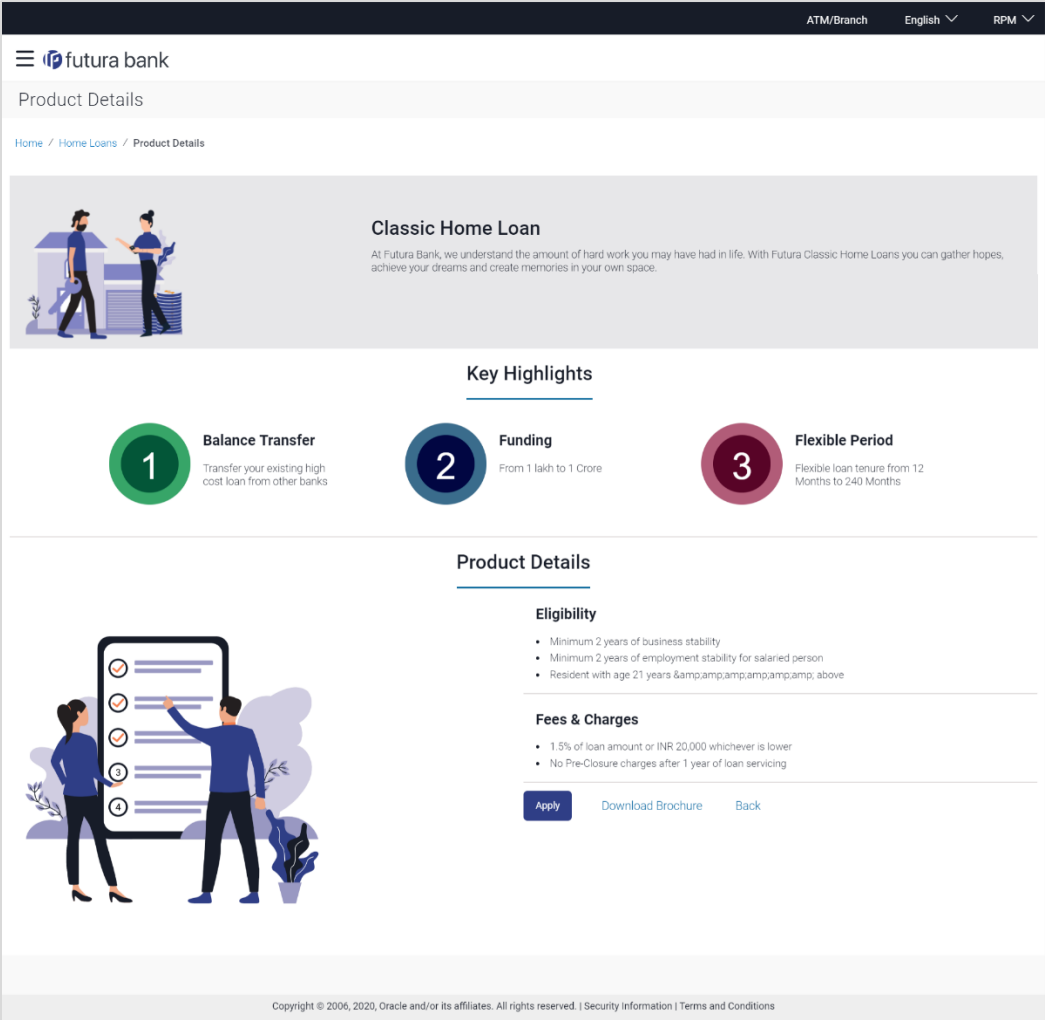 ATM/Branch English RPM
futura bank
Product Details
Home / Home Loans / Product Details
Classic Home Loan
At Futura Bank, we understand the amount of hard work you may have had in life. With Futura Classic Home Loans you can gather hopes,
achieve your dreams and create memories in your own space.
Key Highlights
1
Balance Transfer
Transfer your existing high
cost loan from other banks
2
Funding
From 1 lakh to 1 Crore
3
Flexible Period
Flexible loan tenure from 12
Months to 240 Months
Product Details
3
4
Eligibility
• Minimum 2 years of business stability
• Minimum 2 years of employment stability for salaried person
• Resident with age 21 years &amp;amp;amp;amp;amp;amp; above
Fees & Charges
• 1.5% of loan amount or INR 20,000 whichever is lower
• No Pre-Closure charges after 1 year of loan servicing
Apply Download Brochure Back
Copyright © 2006, 2020, Oracle and/or its affiliates. All rights reserved. | Security Information | Terms and Conditions